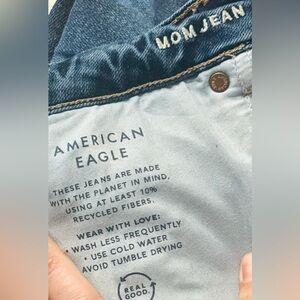 MOM JEAN
AMERICAN
EAGLE
THESE JEANS ARE MADE
WITH THE PLANET IN MIND,
USING AT LEAST 10%
RECYCLED FIBERS.
WEAR WITH LOVE:
• WASH LESS FREQUENTLY
• USE COLD WATER
AVOID TUMBLE DRYING
REAL
GOOD.